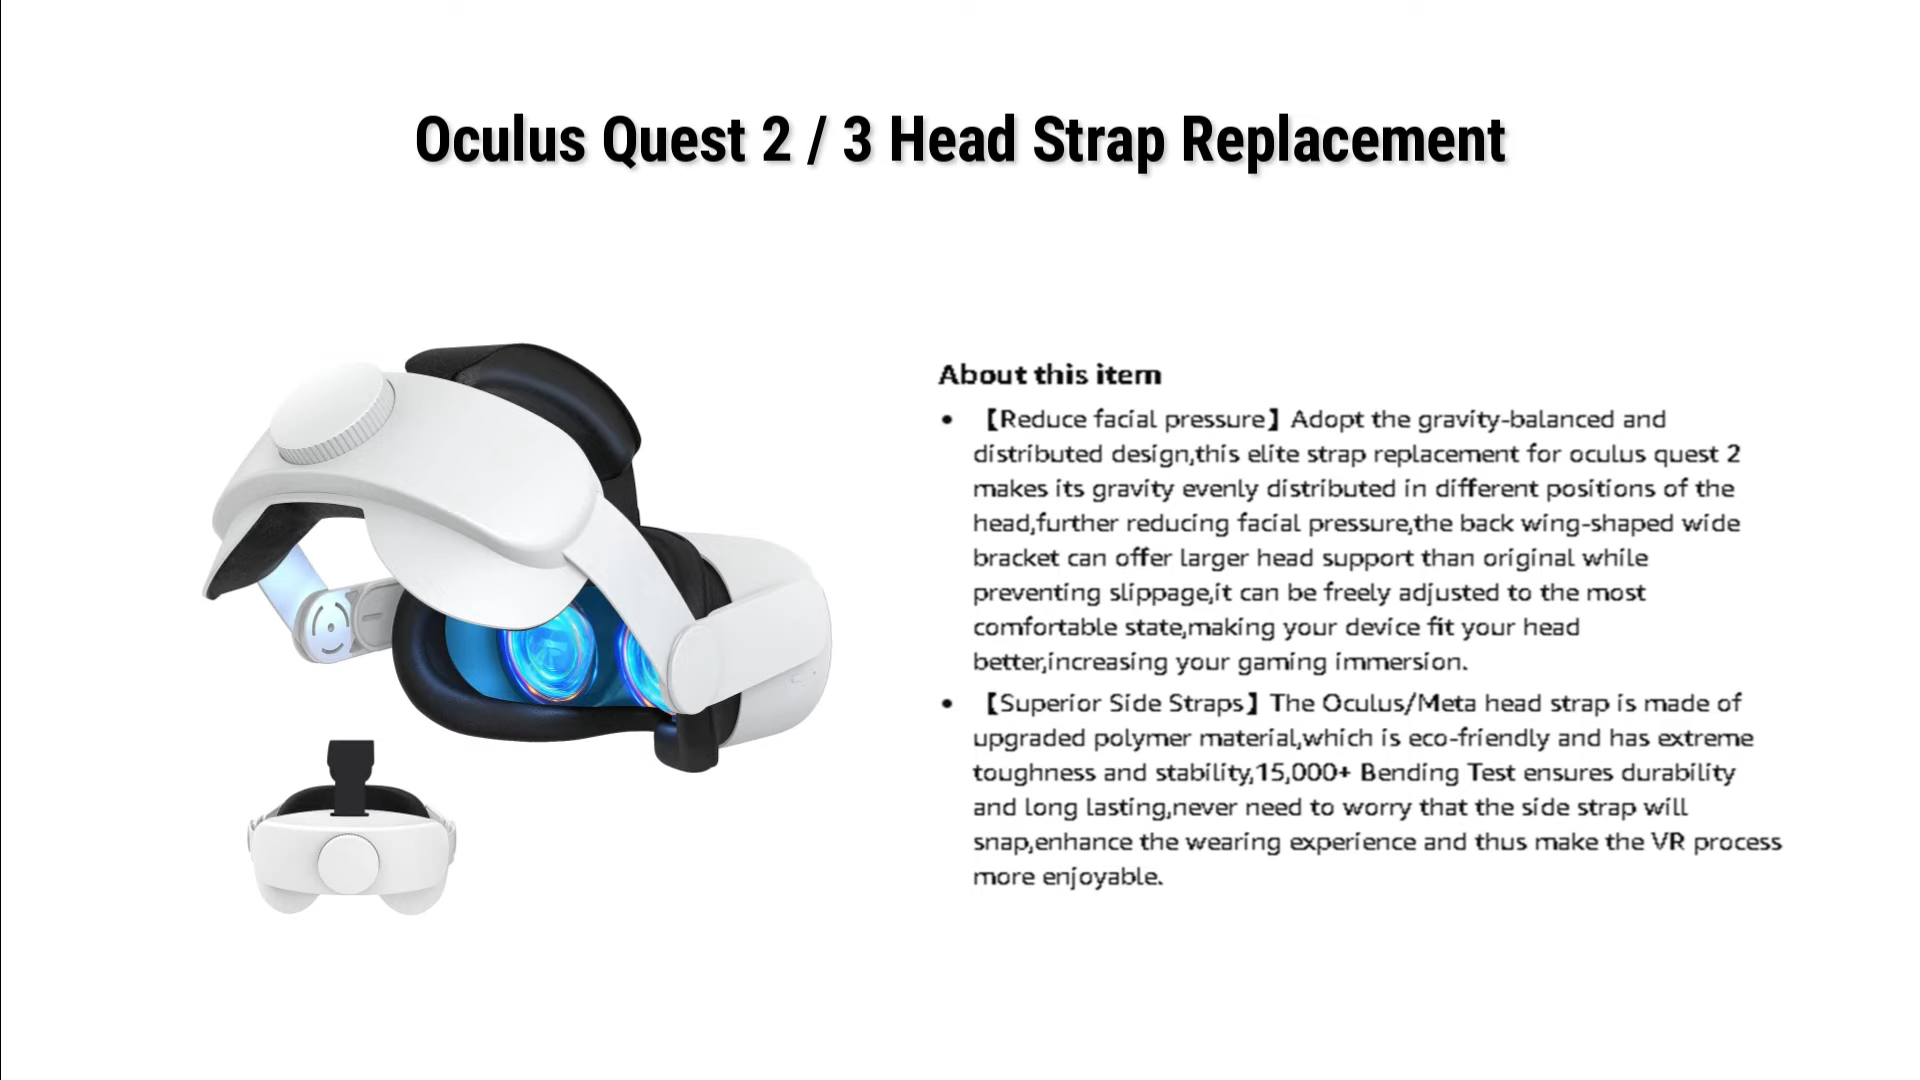 Oculus Quest 2 / 3 Head Strap Replacement
About this item
• 【Reduce facial pressure】Adopt the gravity-balanced and
distributed design,this elite strap replacement for oculus quest 2
makes its gravity evenly distributed in different positions of the
head,further reducing facial pressure,the back wing-shaped wide
bracket can offer larger head support than original while
preventing slippage,it can be freely adjusted to the most
comfortable state,making your device fit your head
better,increasing your gaming immersion.
• 【Superior Side Straps】The Oculus/Meta head strap is made of
upgraded polymer material,which is eco-friendly and has extreme
toughness and stability,15,000+ Bending Test ensures durability
and long lasting,never need to worry that the side strap will
snap,enhance the wearing experience and thus make the VR process
more enjoyable.